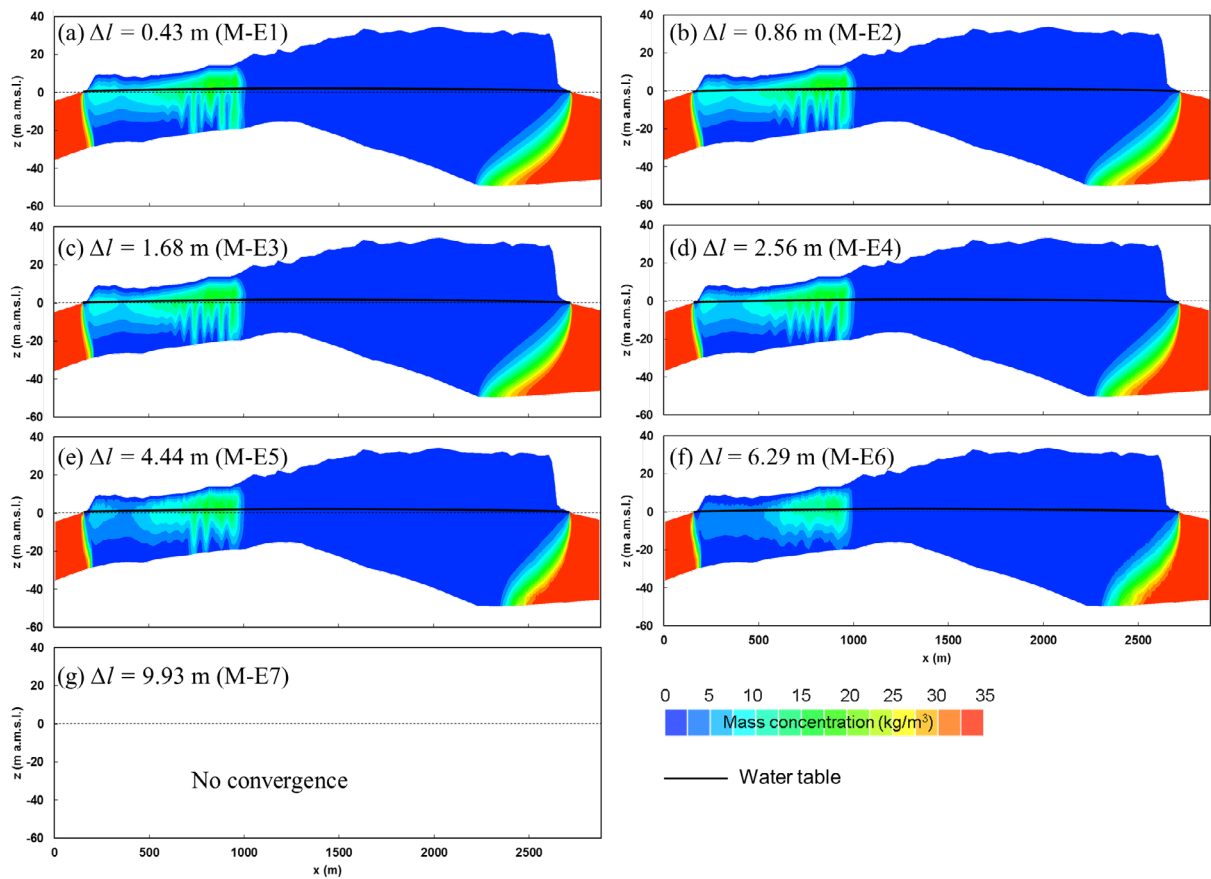 (a) Δl = 0.43 m (M-E1)
z (m a.m.s.l.)
40
20
0
-20
-40
-60
(b) Δl = 0.86 m (M-E2)
z (m a.m.s.l.)
40
20
0
-20
-40
-60
(c) Δl = 1.68 m (M-E3)
z (m a.m.s.l.)
40
20
0
-20
-40
-60
(d) Δl = 2.56 m (M-E4)
z (m a.m.s.l.)
40
20
0
-20
-40
-60
(e) Δl = 4.44 m (M-E5)
z (m a.m.s.l.)
40
20
0
-20
-40
-60
(f) Δl = 6.29 m (M-E6)
z (m a.m.s.l.)
40
20
0
-20
-40
-60
0 500 1000 1500 2000 2500
x (m)
(g) Δl = 9.93 m (M-E7)
z (m a.m.s.l.)
40
20
0
-20
-40
-60
No convergence
0 500 1000 1500 2000 2500
x (m)
0 5 10 15 20 25 30 35
Mass concentration (kg/m³)
Water table